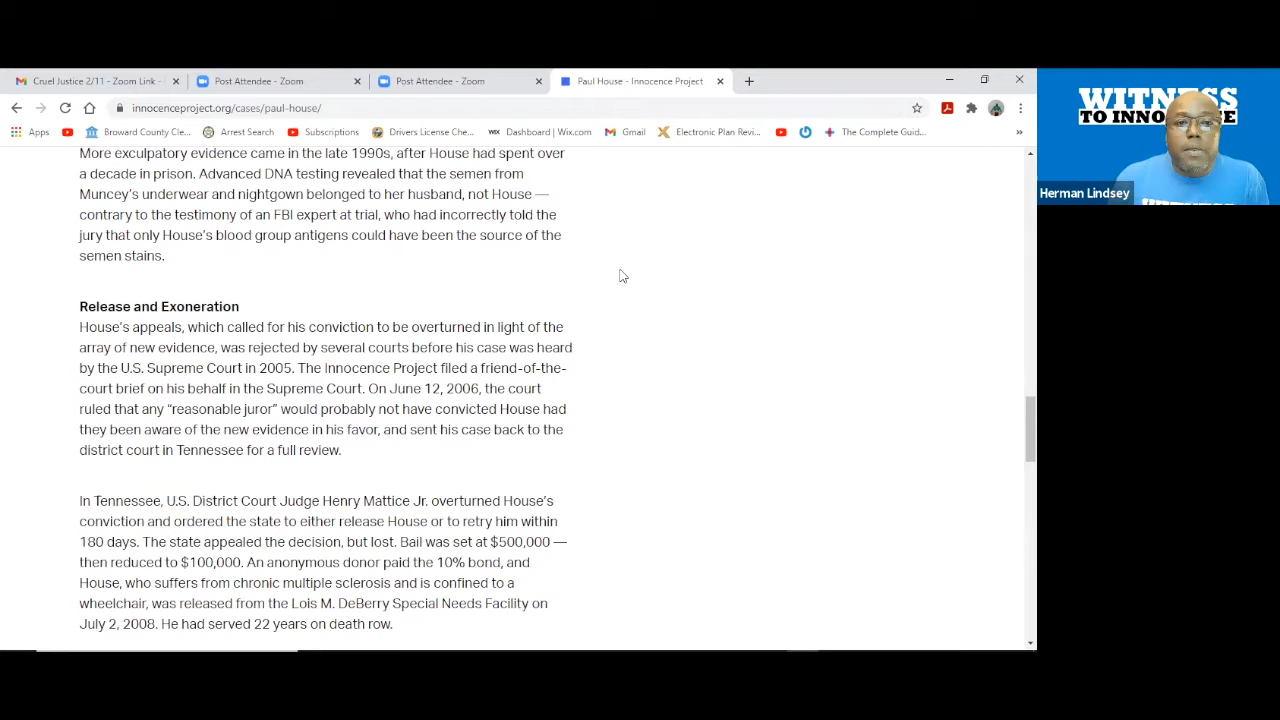 Cruel Justice 2/11 - Zoom Link -
Post Attendee - Zoom
Post Attendee - Zoom
Paul House - Innocence Project
innocenceproject.org/cases/paul-house/
Apps
Broward County Cle...
Arrest Search
Subscriptions
Drivers License Che...
WIX
Dashboard | Wix.com
Gmail
Electronic Plan Revi...
The Complete Guid...
»
More exculpatory evidence came in the late 1990s, after House had spent over
a decade in prison. Advanced DNA testing revealed that the semen from
Muncey's underwear and nightgown belonged to her husband, not House —
contrary to the testimony of an FBI expert at trial, who had incorrectly told the
jury that only House's blood group antigens could have been the source of the
semen stains.
Release and Exoneration
House's appeals, which called for his conviction to be overturned in light of the
array of new evidence, was rejected by several courts before his case was heard
by the U.S. Supreme Court in 2005. The Innocence Project filed a friend-of-the-
court brief on his behalf in the Supreme Court. On June 12, 2006, the court
ruled that any “reasonable juror” would probably not have convicted House had
they been aware of the new evidence in his favor, and sent his case back to the
district court in Tennessee for a full review.
In Tennessee, U.S. District Court Judge Henry Mattice Jr. overturned House's
conviction and ordered the state to either release House or to retry him within
180 days. The state appealed the decision, but lost. Bail was set at $500,000 —
then reduced to $100,000. An anonymous donor paid the 10% bond, and
House, who suffers from chronic multiple sclerosis and is confined to a
wheelchair, was released from the Lois M. DeBerry Special Needs Facility on
July 2, 2008. He had served 22 years on death row.
WITNESS
TO INNO
Herman Lindsey